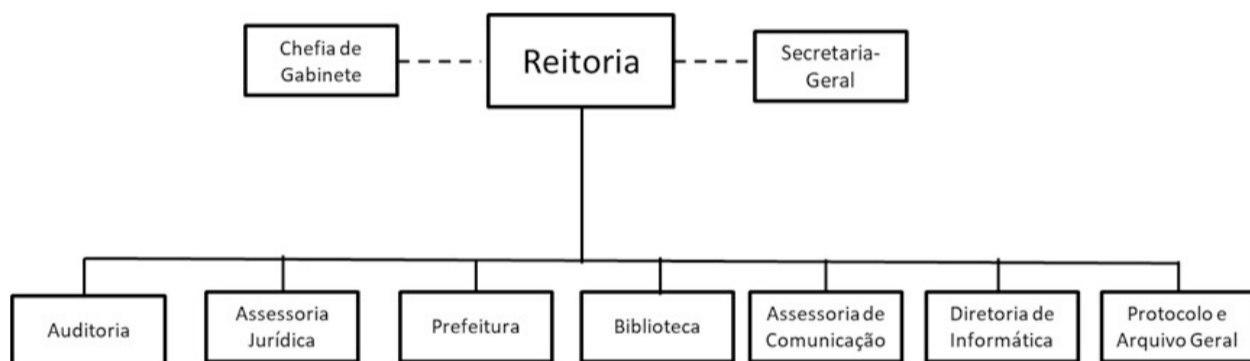 Chefia de
Gabinete
Reitoria
Secretaria-
Geral
Auditoria
Assessoria
Jurídica
Prefeitura
Biblioteca
Assessoria de
Comunicação
Diretoria de
Informática
Protocolo e
Arquivo Geral